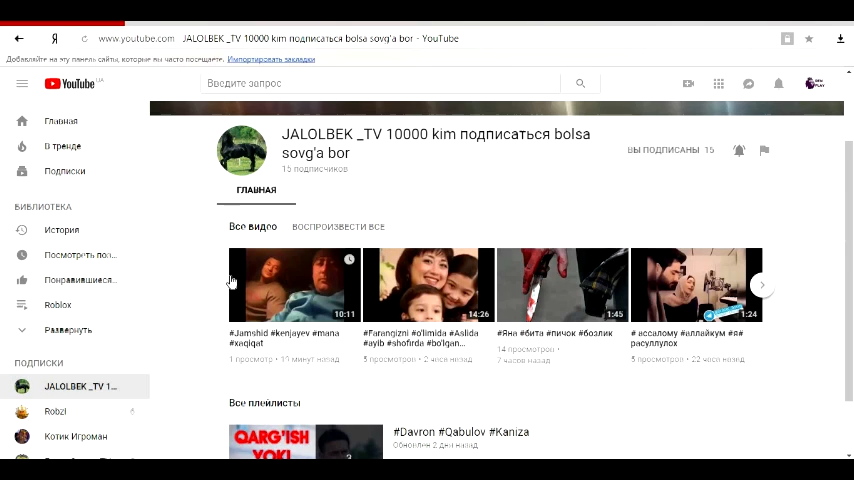 www.youtube.com JALOLBEK _TV 10000 kim подписаться bolsa sovg'a bor - YouTube
Добавляйте на эту панель сайты, которые вы часто посещаете. Импортировать закладки
YouTube UA
Введите запрос
Главная
В тренде
Подписки
БИБЛИОТЕКА
История
Посмотреть поз...
Понравившиеся...
Roblox
Развернуть
ПОДПИСКИ
JALOLBEK _TV 1...
Robzi
Котик Игроман
JALOLBEK _TV 10000 kim подписаться bolsa
sovg'a bor
15 подписчиков
ВЫ ПОДПИСАНЫ 15
ГЛАВНАЯ
Все видео ВОСПРОИЗВЕСТИ ВСЕ
10:11
#Jamshid #kenjayev #mana
#xaqiqat
1 просмотр • 19 минут назад
14:26
#Farangizni #o'limida #Aslida
#ayib #shofirda #bo'lgan...
5 просмотров • 2 часа назад
1:45
#Яна #бита #пичок #бозлик
14 просмотров •
7 часов назад
1:24
# ассалому #аллайкум #я#
расуллулох
5 просмотров • 22 часа назад
Все плейлисты
QARG'ISH
YOKI
3
#Davron #Qabulov #Kaniza
Обновлен 2 дня назад